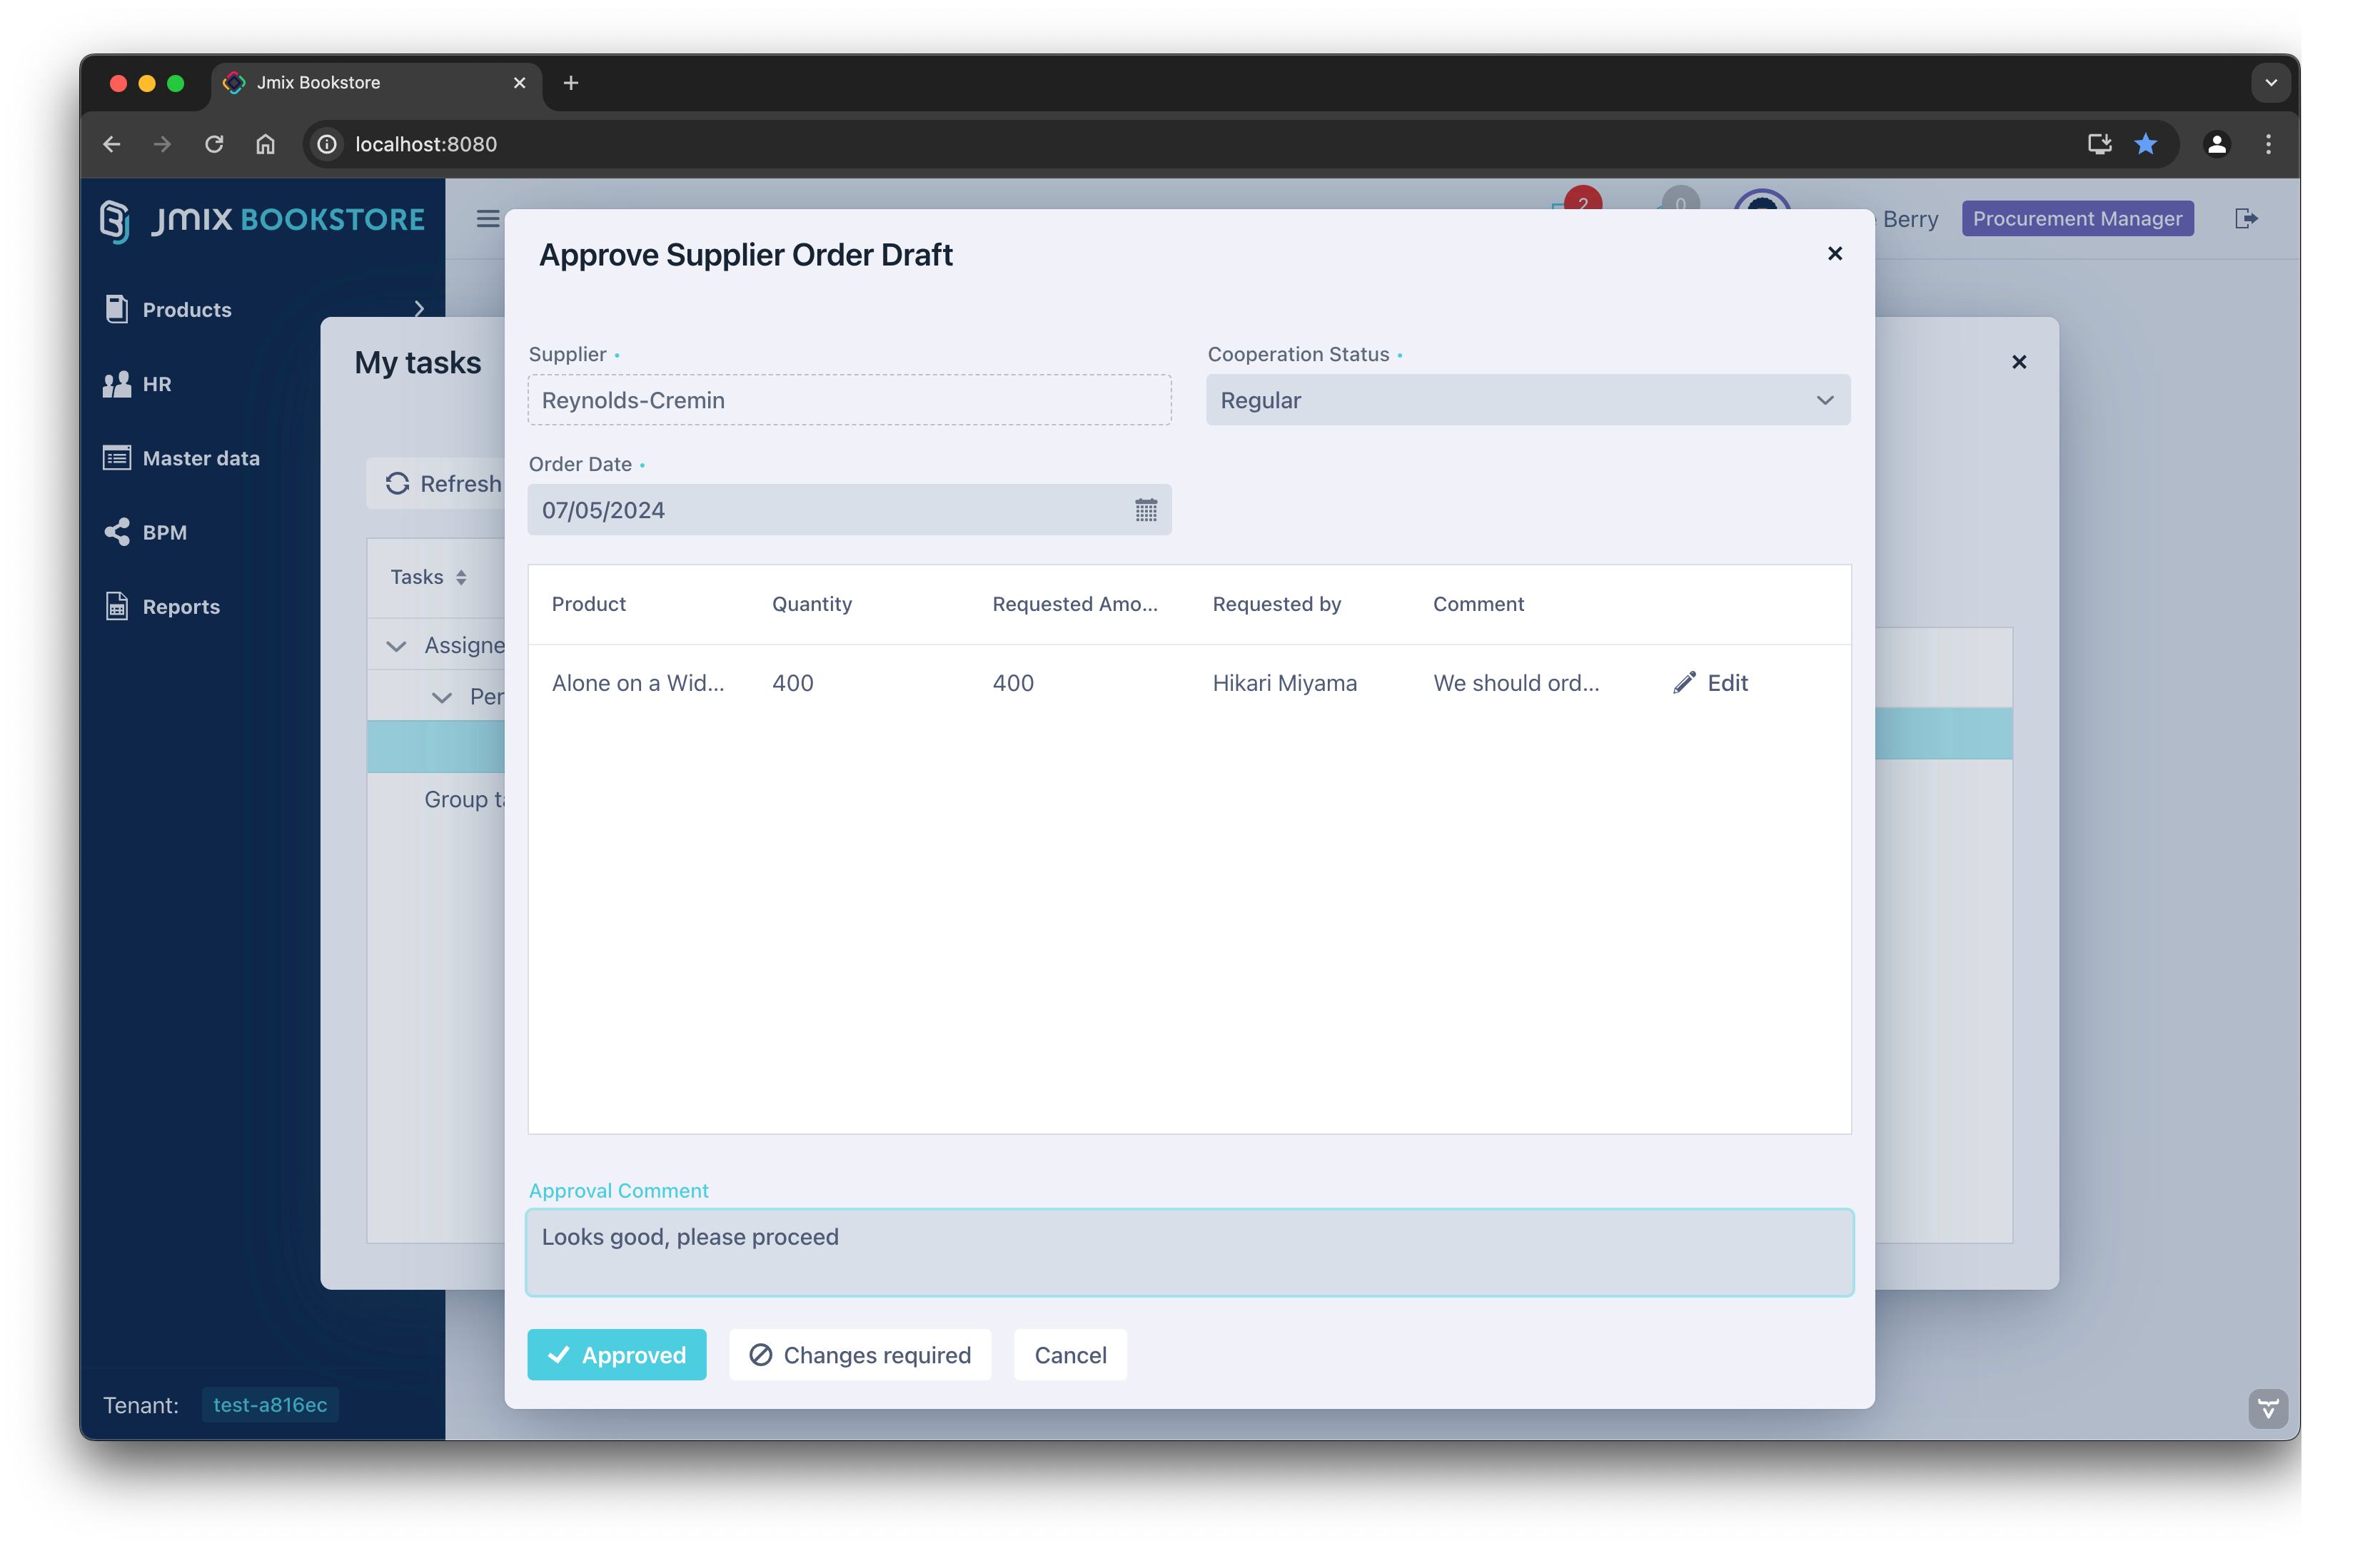 Jmix Bookstore
localhost:8080
JMIX BOOKSTORE
2
0
Berry
Procurement Manager
Products
HR
Master data
BPM
Reports
Tenant: test-a816ec
My tasks
Refresh
Tasks
Assigne
Per
Group ta
Approve Supplier Order Draft
Supplier •
Reynolds-Cremin
Cooperation Status •
Regular
Order Date •
07/05/2024
Product Quantity Requested Amo... Requested by Comment
Alone on a Wid... 400 400 Hikari Miyama We should ord... Edit
Approval Comment
Looks good, please proceed
Approved Changes required Cancel